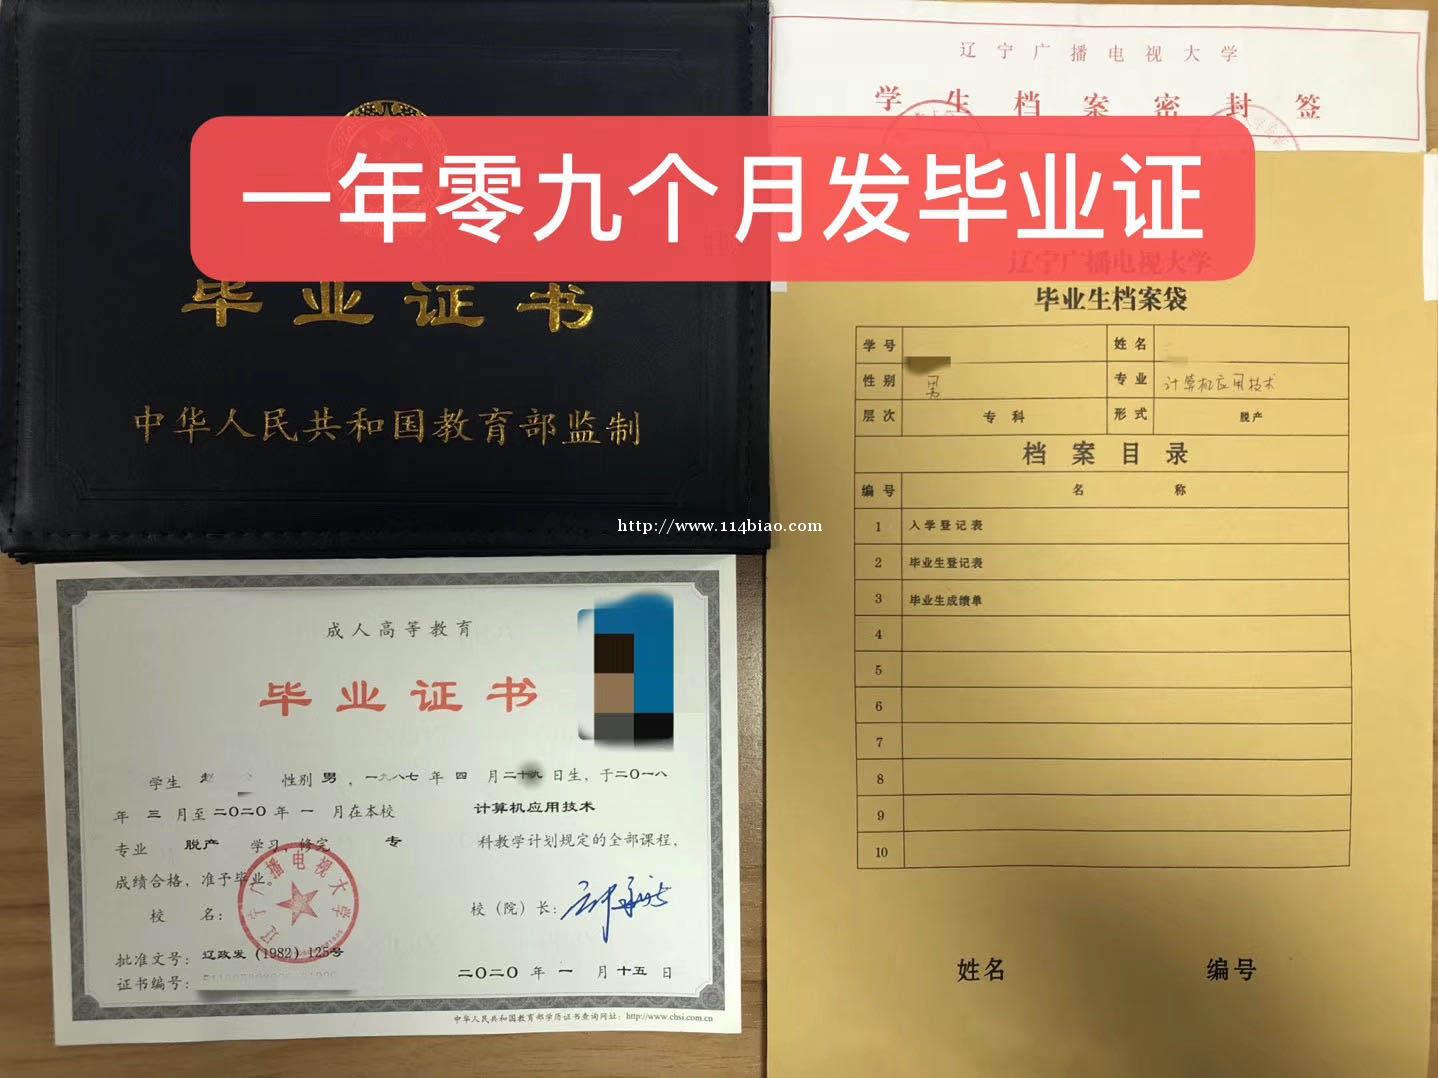 一年零九个月发毕业证
毕业证书
中华人民共和国教育部监制
http://www.114biao.com
成人高等教育
毕业证书
学生 赵 性别 男 ，一九八七 年 四 月二十九 日生，于二〇一八
年 三 月至 二〇二〇 年 一 月在本校 计算机应用技术
专业 脱产 学习，修完 专 科教学计划规定的全部课程，
成绩合格，准予毕业。
辽宁广播电视大学
校 名： 校（院）长：
批准文号：辽政发（1982）125号
证书编号：
二〇二〇 年 一 月十五 日
中华人民共和国教育部学历证书查询网址：http://www.chsi.com.cn
辽宁广播电视大学
学生档案密封签
辽宁广播电视大学
毕业生档案袋
学号 姓名
性别 男 专业 计算机应用技术
层次 专科 形式 脱产
档案目录
编号 名称
1 入学登记表
2 毕业生登记表
3 毕业生成绩单
4
5
6
7
8
9
10
姓名 编号